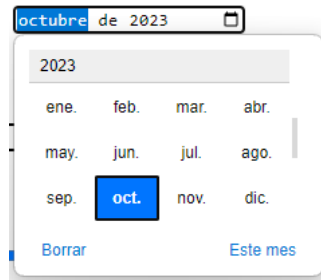 octubre de 2023
2023
ene. feb. mar. abr.
may. jun. jul. ago.
sep. oct. nov. dic.
Borrar Este mes